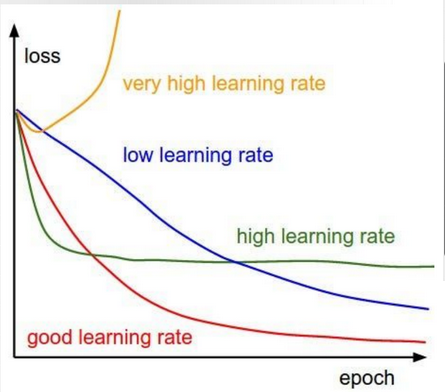 loss
very high learning rate
low learning rate
high learning rate
good learning rate
epoch